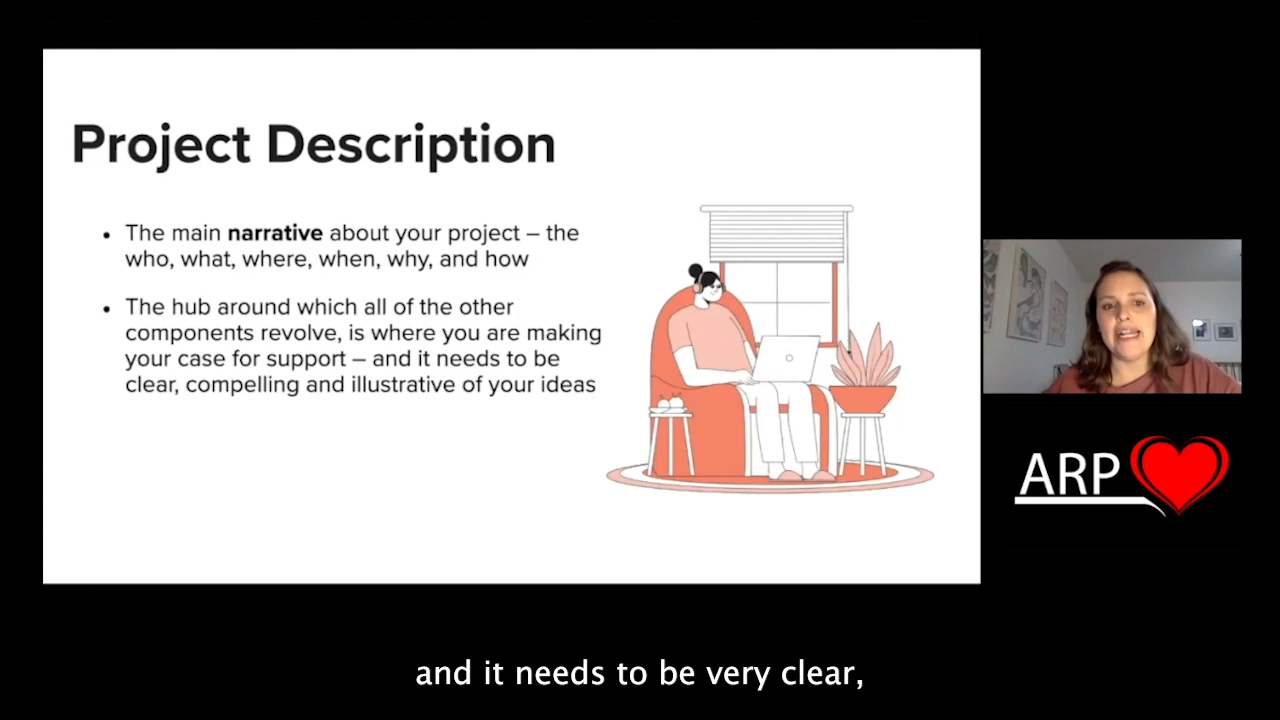 Project Description
• The main narrative about your project – the
who, what, where, when, why, and how
• The hub around which all of the other
components revolve, is where you are making
your case for support – and it needs to be
clear, compelling and illustrative of your ideas
ARP
and it needs to be very clear,